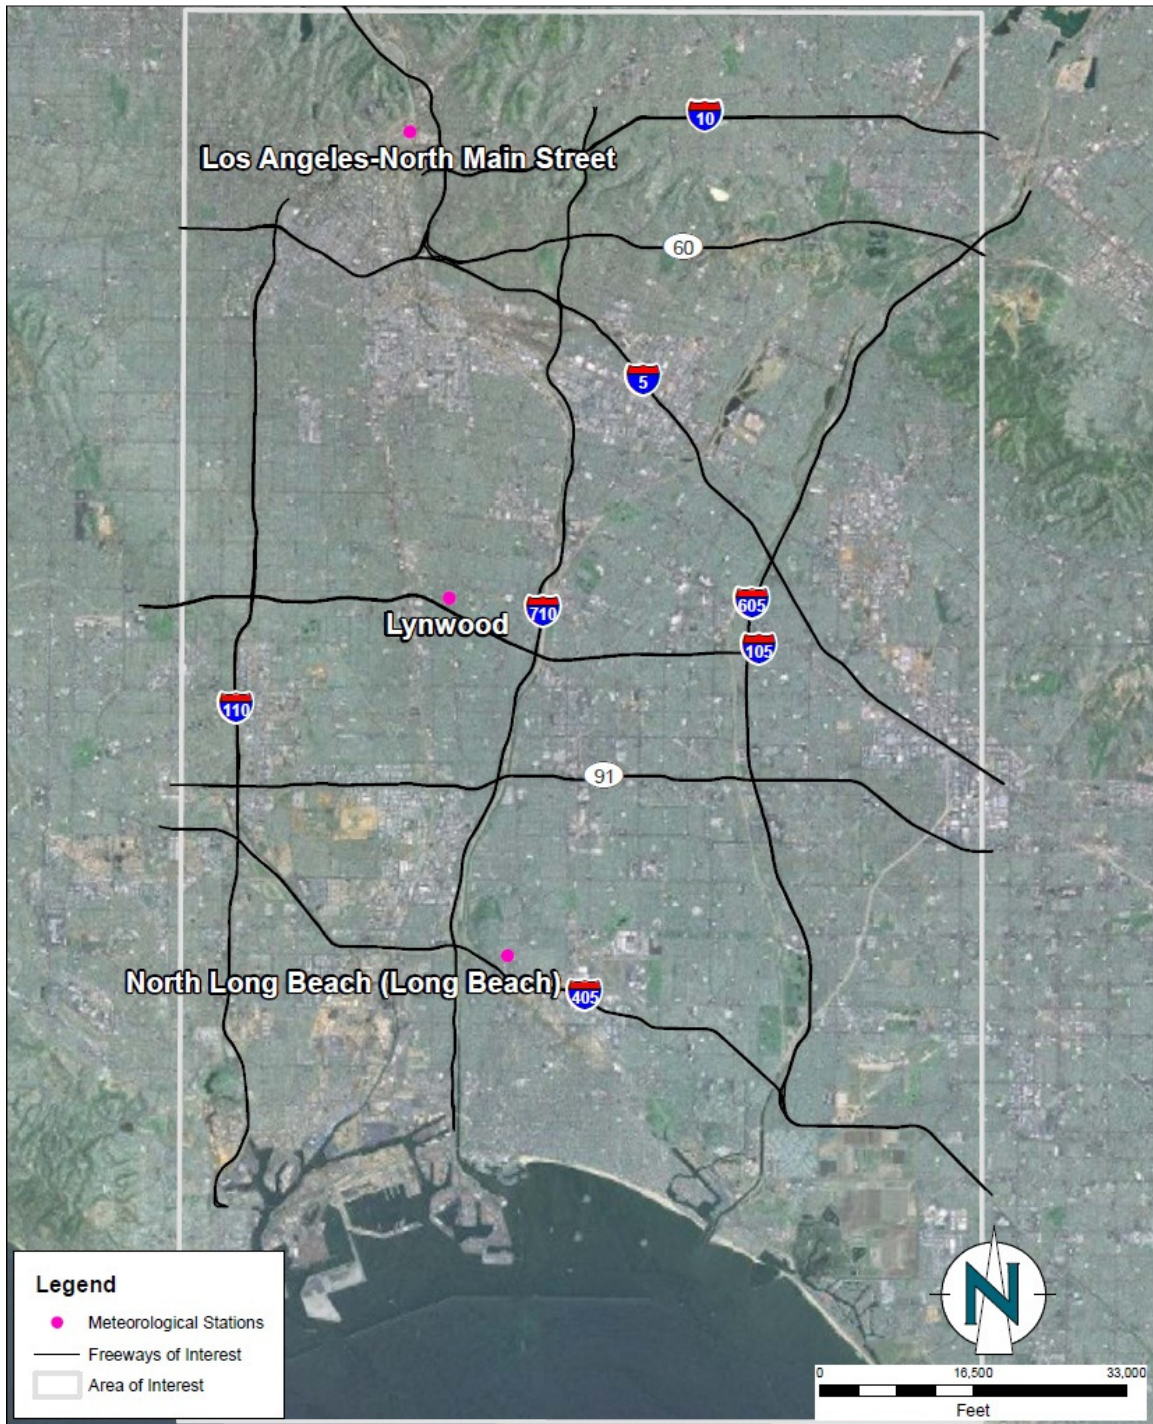 10
Los Angeles-North Main Street
60
5
Lynwood
710
605
105
110
91
North Long Beach (Long Beach)
405
N
Legend
Meteorological Stations
Freeways of Interest
Area of Interest
0 16,500 33,000
Feet